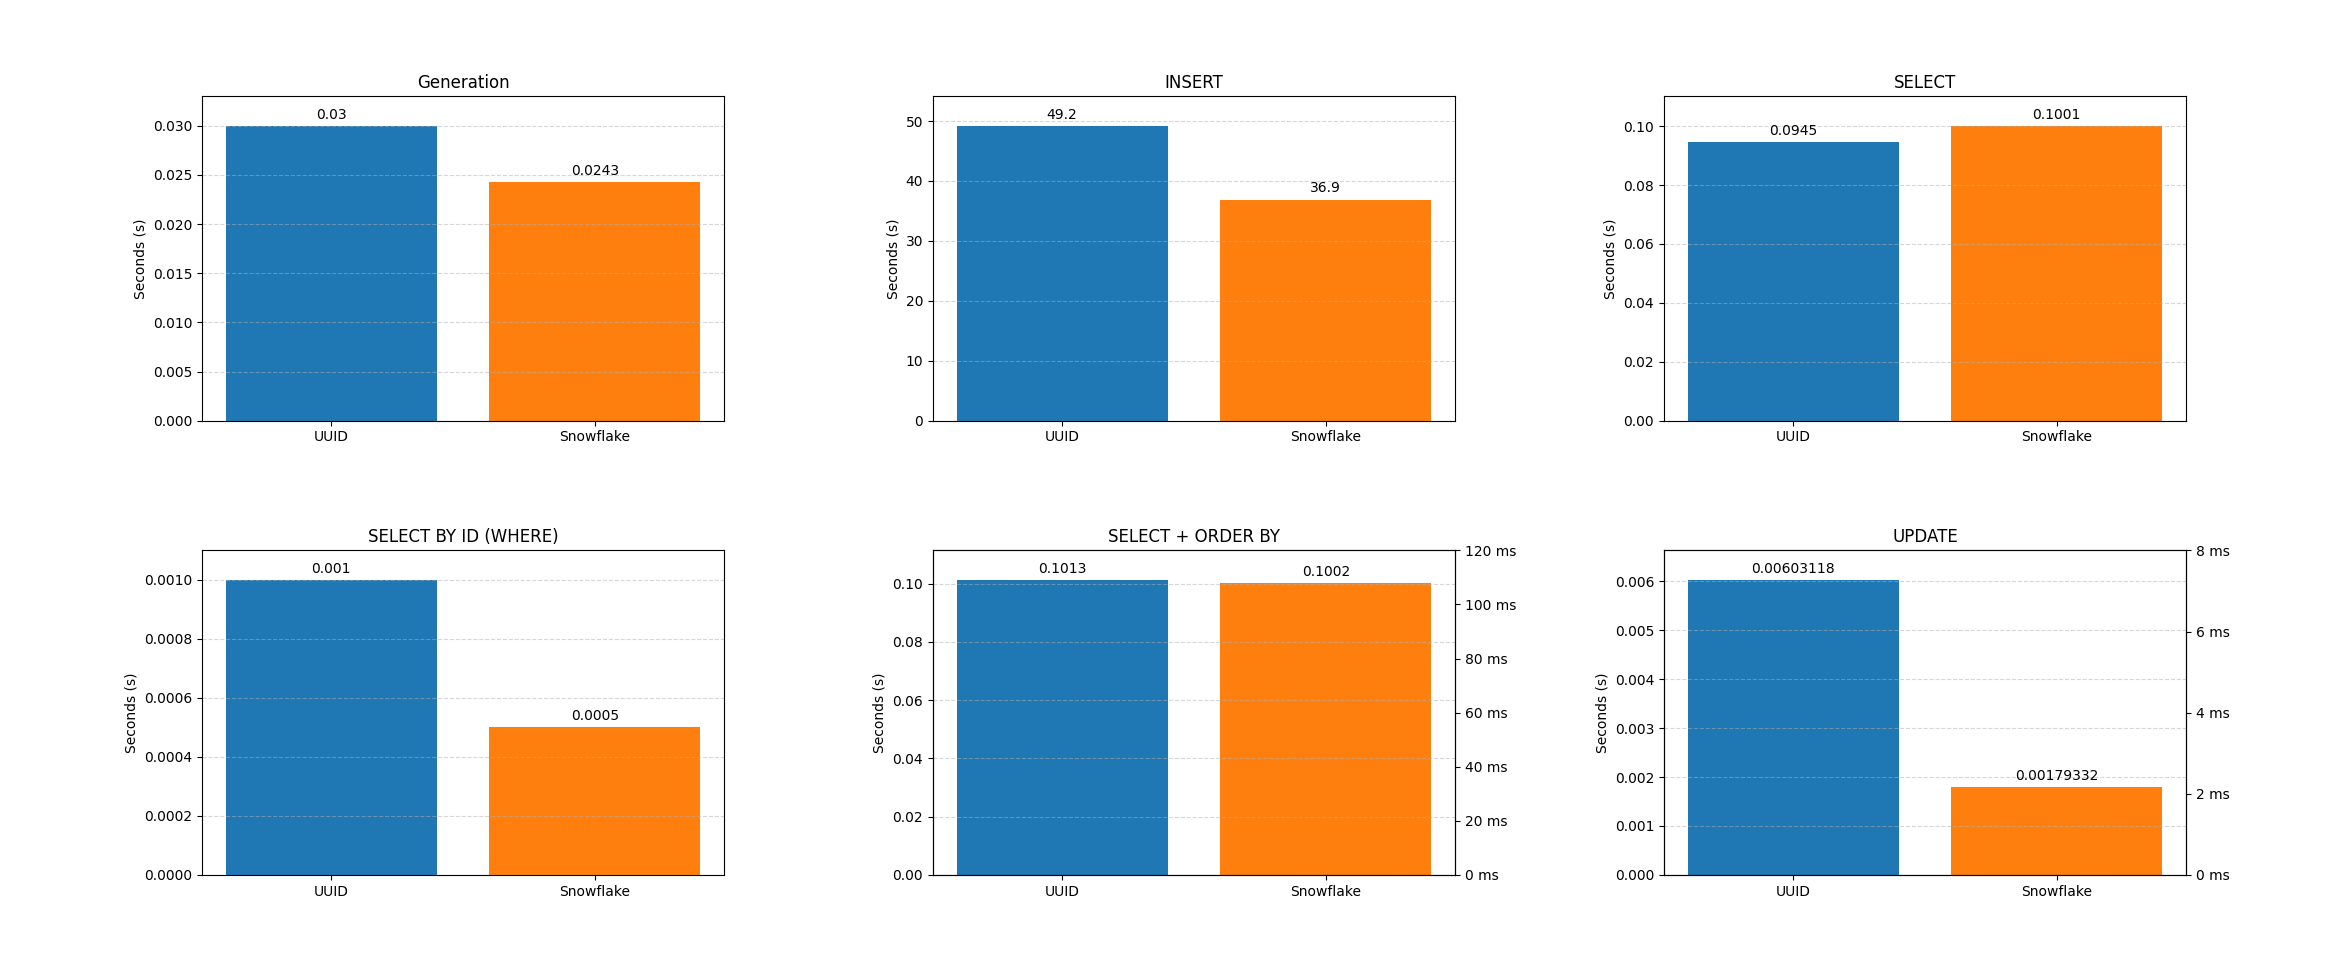 Generation
0.03
0.0243
0.030
0.025
0.020
0.015
0.010
0.005
0.000
Seconds (s)
UUID
Snowflake
INSERT
49.2
36.9
50
40
30
20
10
0
Seconds (s)
UUID
Snowflake
SELECT
0.0945
0.1001
0.10
0.08
0.06
0.04
0.02
0.00
Seconds (s)
UUID
Snowflake
SELECT BY ID (WHERE)
0.001
0.0005
0.0010
0.0008
0.0006
0.0004
0.0002
0.0000
Seconds (s)
UUID
Snowflake
SELECT + ORDER BY
0.1013
0.1002
0.10
0.08
0.06
0.04
0.02
0.00
Seconds (s)
120 ms
100 ms
80 ms
60 ms
40 ms
20 ms
0 ms
UUID
Snowflake
UPDATE
0.00603118
0.00179332
0.006
0.005
0.004
0.003
0.002
0.001
0.000
Seconds (s)
8 ms
6 ms
4 ms
2 ms
0 ms
UUID
Snowflake